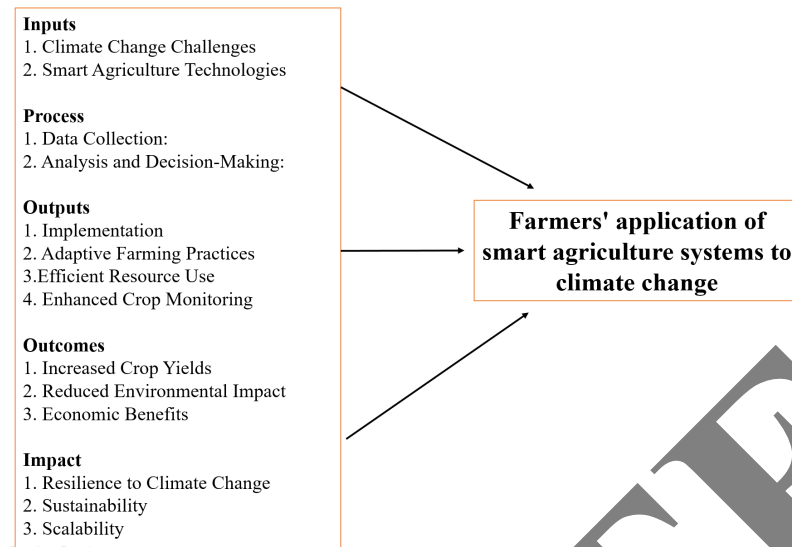 Inputs
1. Climate Change Challenges
2. Smart Agriculture Technologies
Process
1. Data Collection:
2. Analysis and Decision-Making:
Outputs
1. Implementation
2. Adaptive Farming Practices
3.Efficient Resource Use
4. Enhanced Crop Monitoring
Outcomes
1. Increased Crop Yields
2. Reduced Environmental Impact
3. Economic Benefits
Impact
1. Resilience to Climate Change
2. Sustainability
3. Scalability
Farmers' application of
smart agriculture systems to
climate change